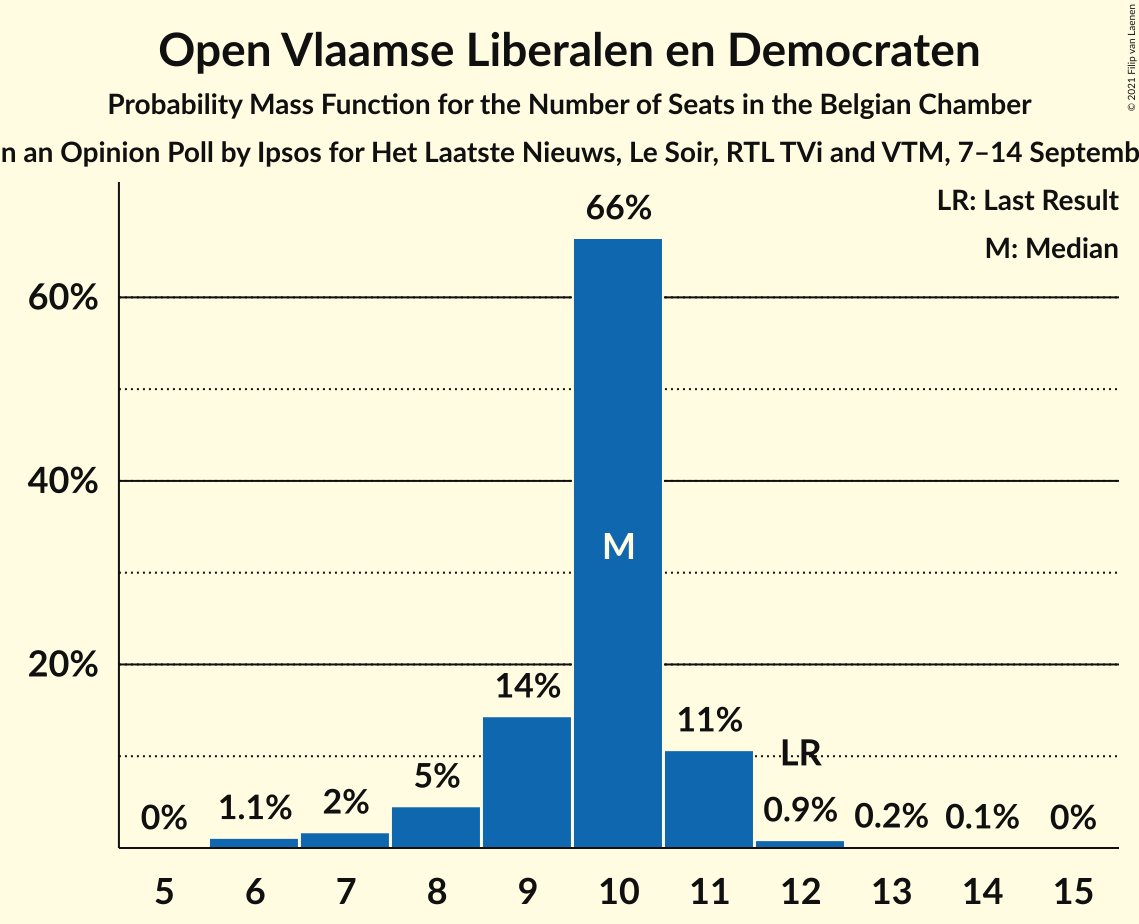 Open Vlaamse Liberalen en Democraten
Probability Mass Function for the Number of Seats in the Belgian Chamber
n an Opinion Poll by Ipsos for Het Laatste Nieuws, Le Soir, RTL TVi and VTM, 7–14 Septemb
© 2021 Filip van Laenen
LR: Last Result
M: Median
66%
60%
40%
M
20%
14%
11%
LR
5%
0%
1.1%
2%
0.9%
0.2%
0.1%
0%
5 6 7 8 9 10 11 12 13 14 15